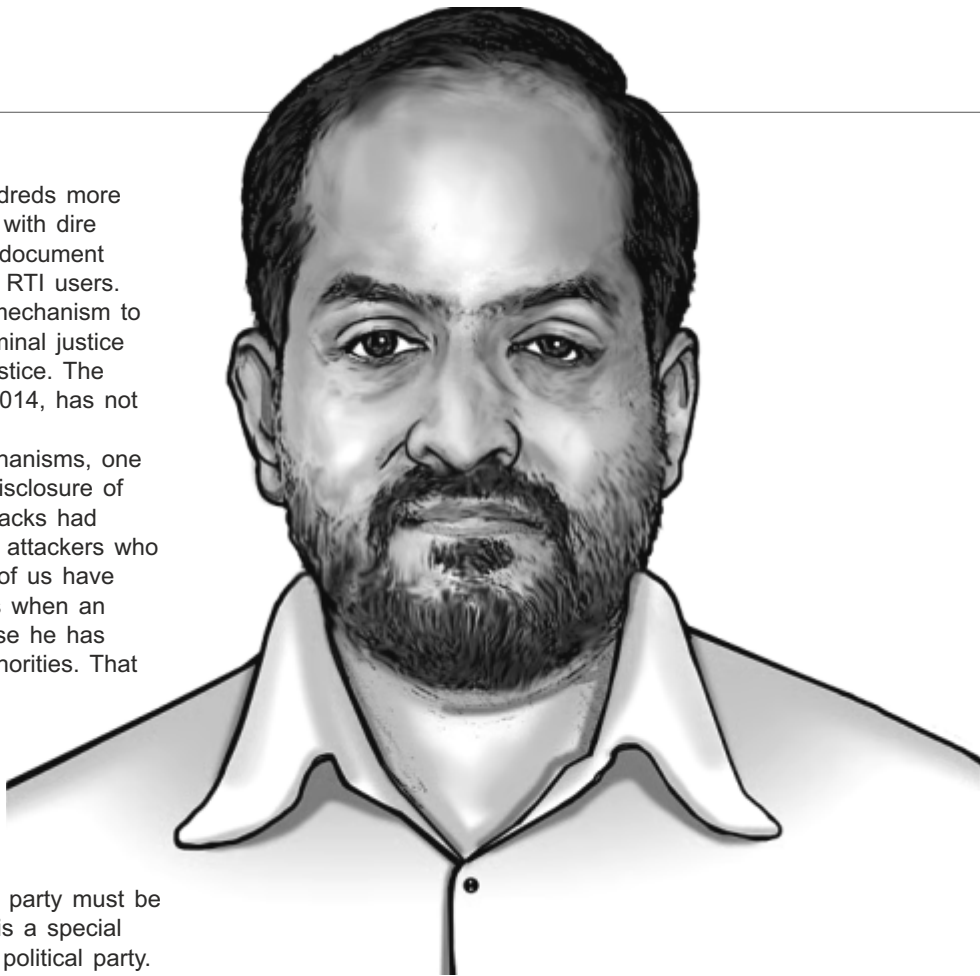 dreds more
with dire
document
RTI users.
mechanism to
minal justice
stice. The
014, has not
hanisms, one
isclosure of
acks had
attackers who
of us have
s when an
se he has
horities. That
party must be
is a special
political party.